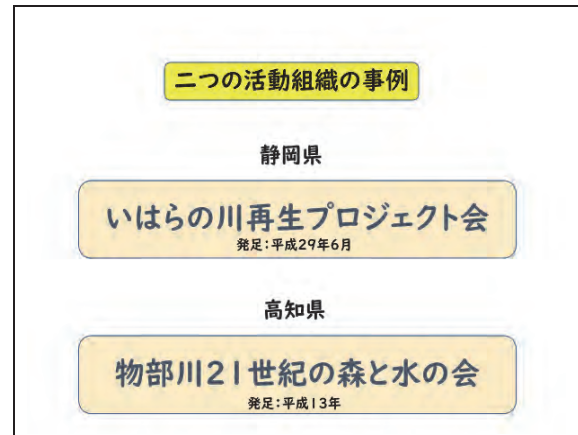 二つの活動組織の事例
静岡県
いはらの川再生プロジェクト会
発足:平成29年6月
高知県
物部川21世紀の森と水の会
発足:平成13年